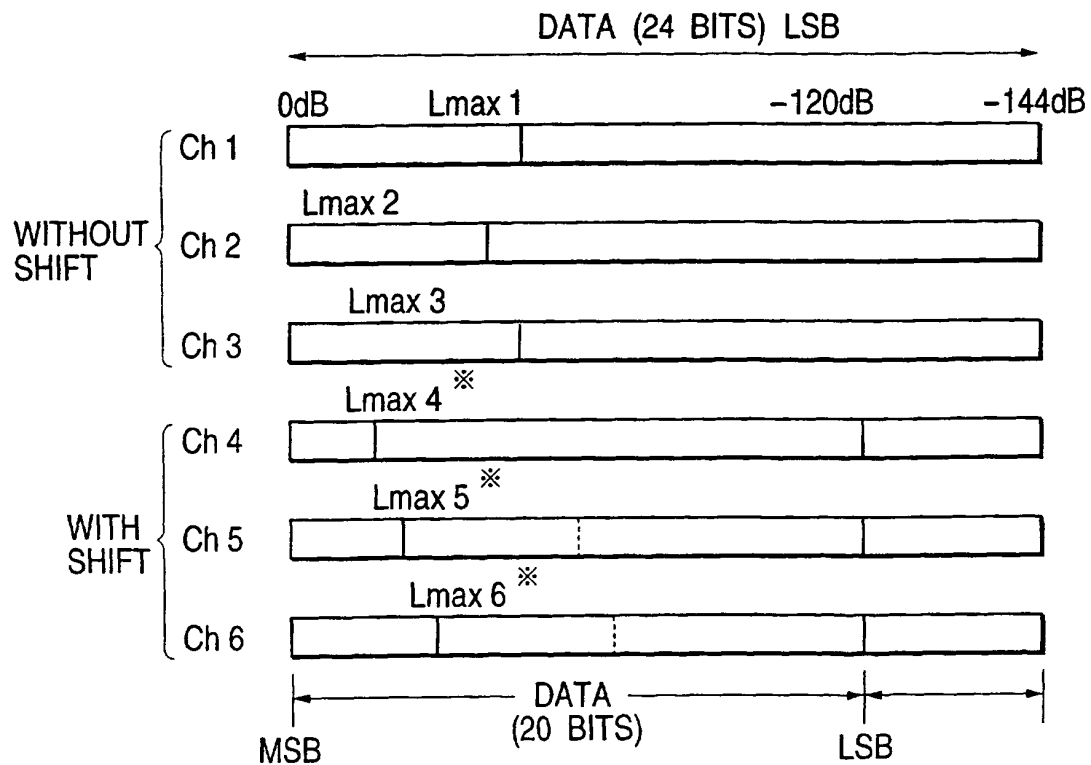 DATA (24 BITS) LSB
0dB Lmax 1 -120dB -144dB
Ch 1
Lmax 2
WITHOUT SHIFT
Ch 2
Lmax 3
Ch 3
Lmax 4 ※
Ch 4
Lmax 5 ※
WITH SHIFT
Ch 5
Lmax 6 ※
Ch 6
DATA (20 BITS)
MSB LSB